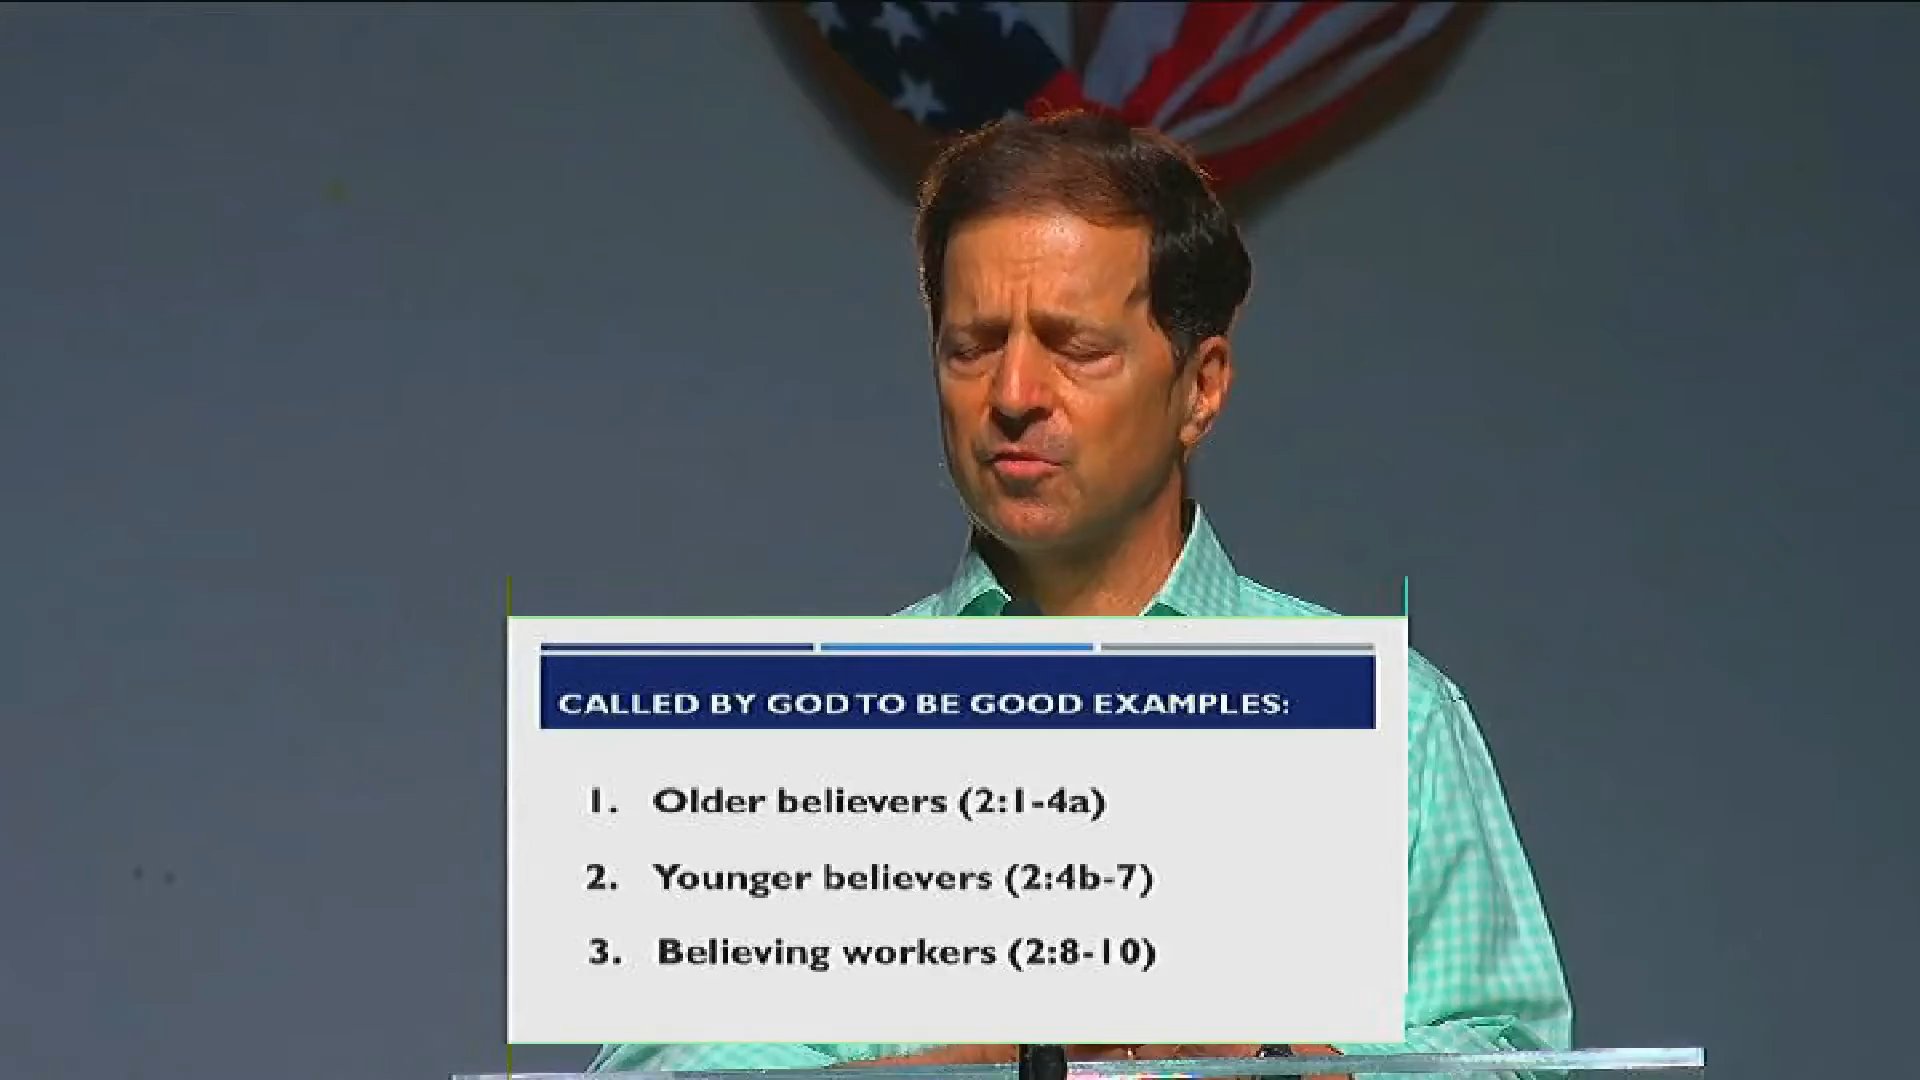 CALLED BY GOD TO BE GOOD EXAMPLES:
1. Older believers (2:1-4a)
2. Younger believers (2:4b-7)
3. Believing workers (2:8-10)